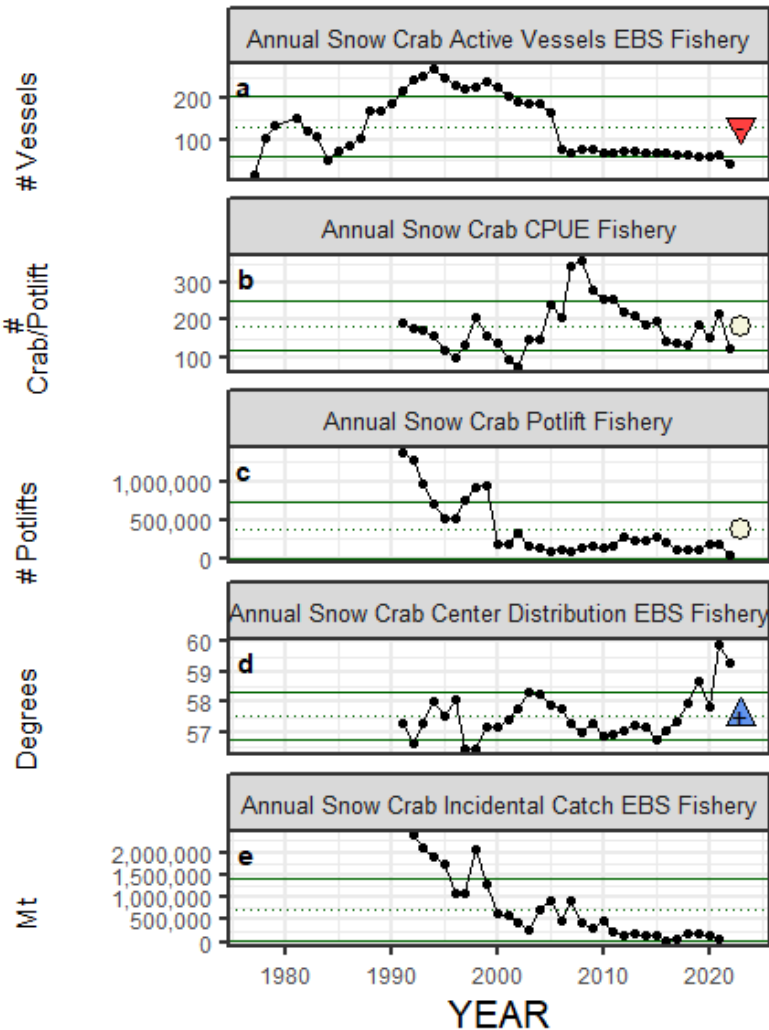 Annual Snow Crab Active Vessels EBS Fishery
# Vessels
a
200
100
-
Annual Snow Crab CPUE Fishery
#
Crab/Potlift
b
300
200
100
Annual Snow Crab Potlift Fishery
# Potlifts
c
1,000,000
500,000
0
Annual Snow Crab Center Distribution EBS Fishery
Degrees
d
60
59
58
57
+
Annual Snow Crab Incidental Catch EBS Fishery
Mt
e
2,000,000
1,500,000
1,000,000
500,000
0
1980 1990 2000 2010 2020
YEAR